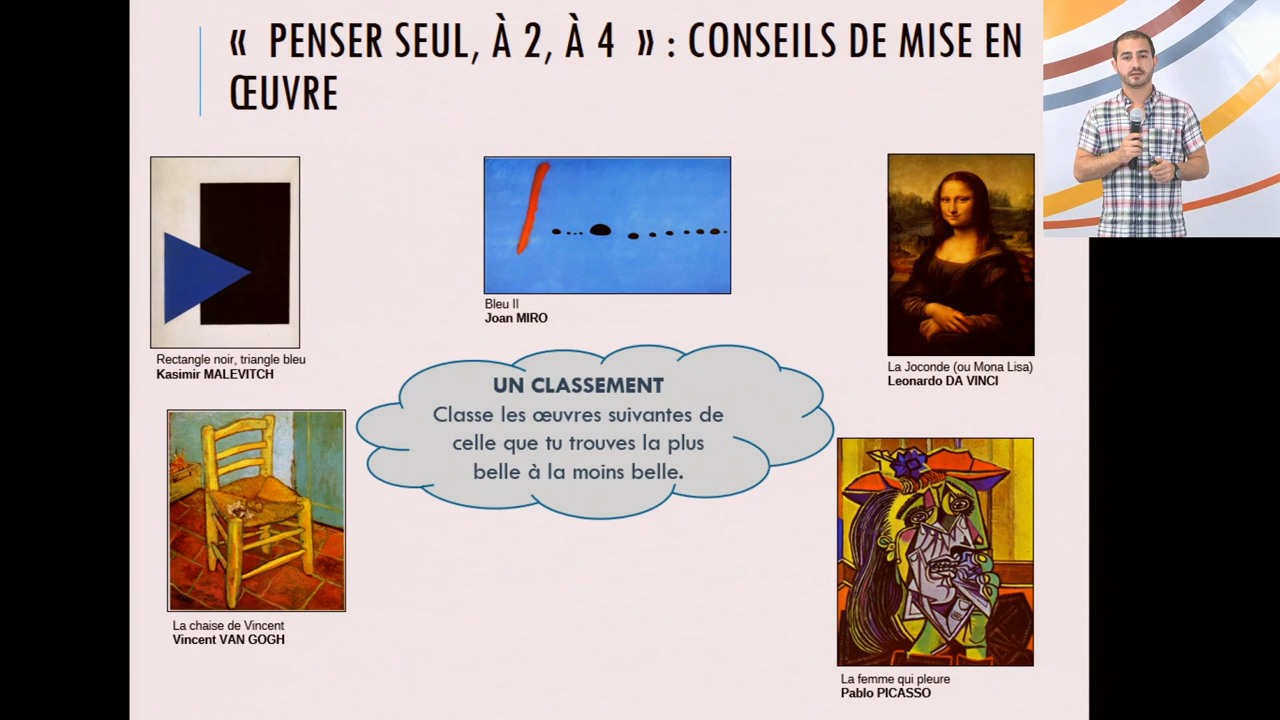 « PENSER SEUL, À 2, À 4 » : CONSEILS DE MISE EN
ŒUVRE
Bleu II
Joan MIRO
Rectangle noir, triangle bleu
Kasimir MALEVITCH
La Joconde (ou Mona Lisa)
Leonardo DA VINCI
UN CLASSEMENT
Classe les œuvres suivantes de
celle que tu trouves la plus
belle à la moins belle.
La chaise de Vincent
Vincent VAN GOGH
La femme qui pleure
Pablo PICASSO